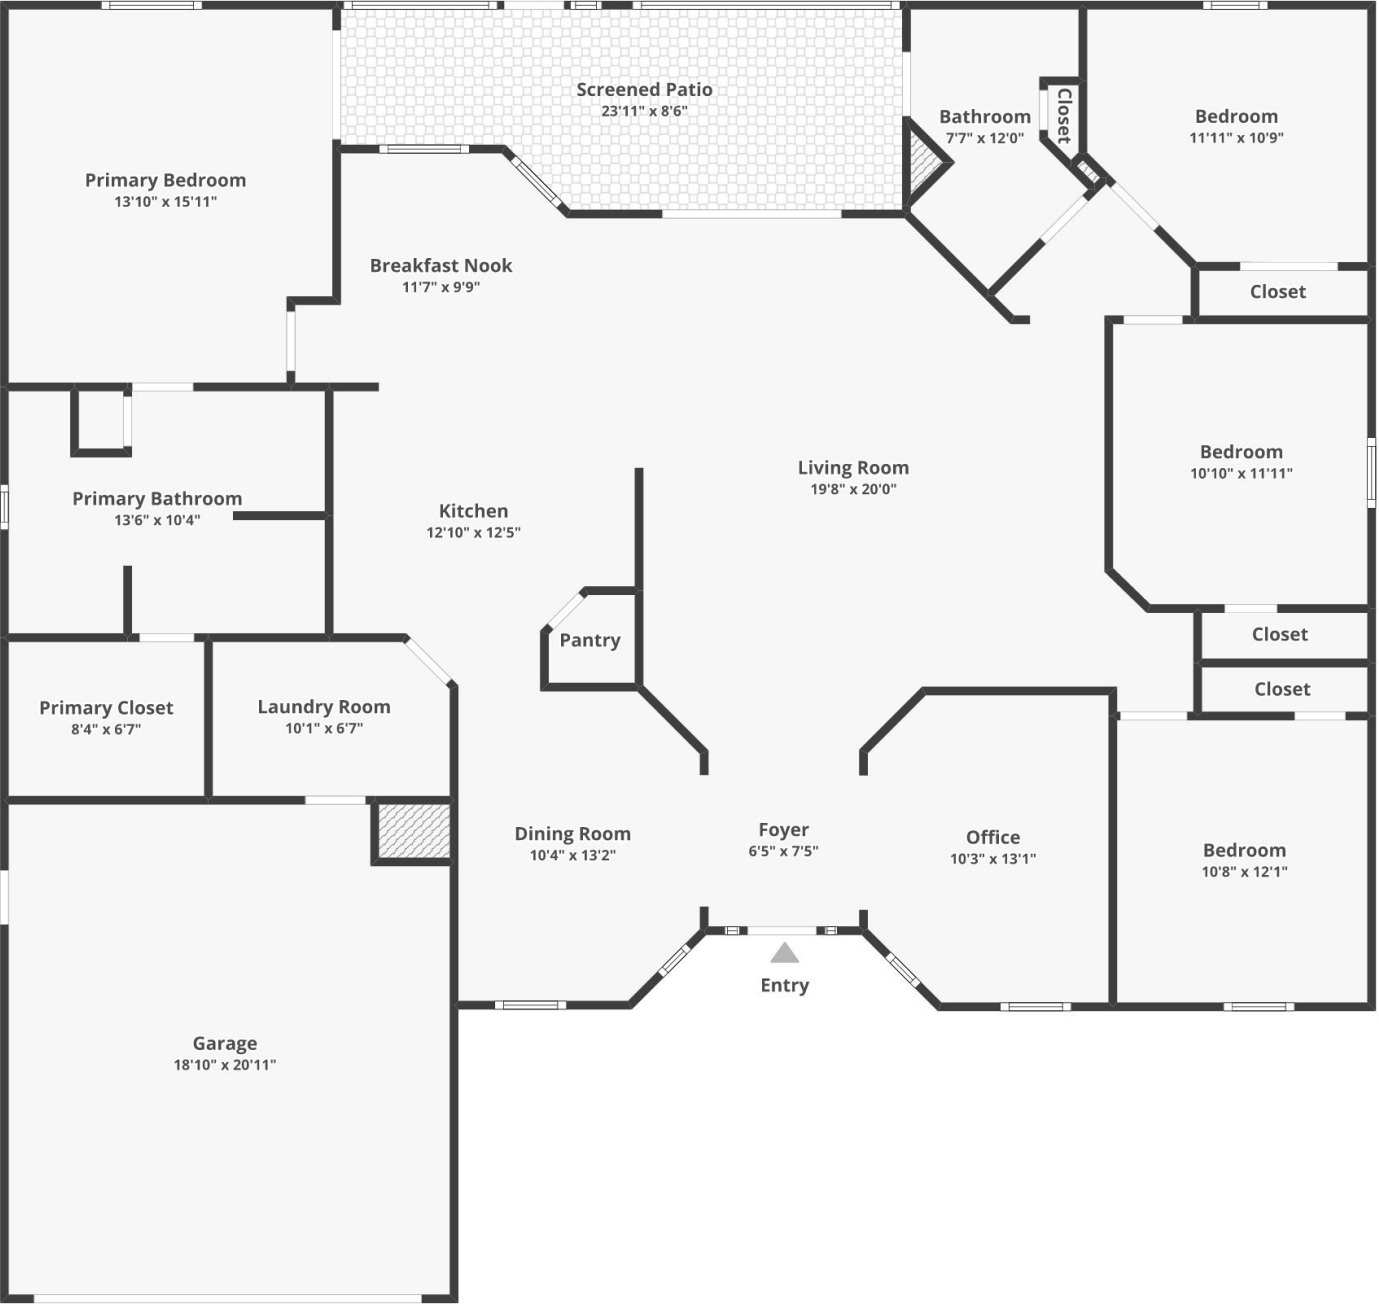 Screened Patio
23'11" x 8'6"
Bathroom
7'7" x 12'0"
Closet
Bedroom
11'11" x 10'9"
Primary Bedroom
13'10" x 15'11"
Breakfast Nook
11'7" x 9'9"
Closet
Living Room
19'8" x 20'0"
Bedroom
10'10" x 11'11"
Primary Bathroom
13'6" x 10'4"
Kitchen
12'10" x 12'5"
Pantry
Closet
Closet
Primary Closet
8'4" x 6'7"
Laundry Room
10'1" x 6'7"
Dining Room
10'4" x 13'2"
Foyer
6'5" x 7'5"
Office
10'3" x 13'1"
Bedroom
10'8" x 12'1"
Entry
Garage
18'10" x 20'11"